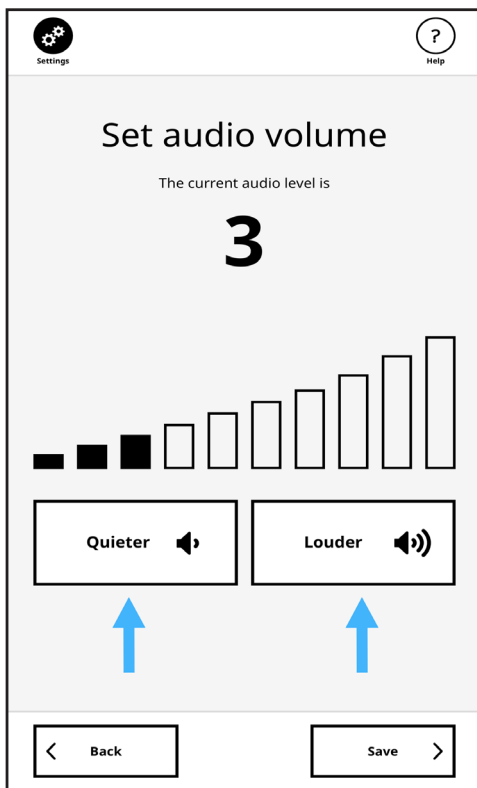 ?
Settings
Help
Set audio volume
The current audio level is
3
Quieter
Louder
Back
Save